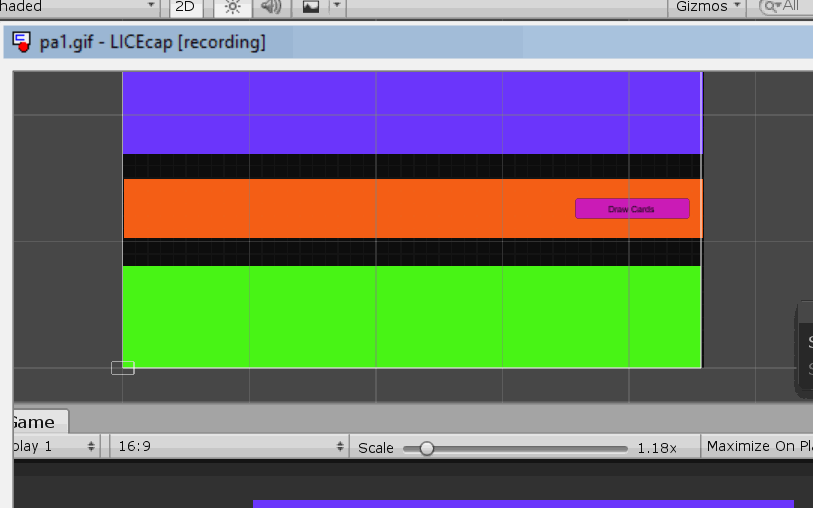 haded 2D Gizmos All
pa1.gif - LICEcap [recording]
Draw Cards
S
S
Game
play 1 16:9 Scale 1.18x Maximize On Pla